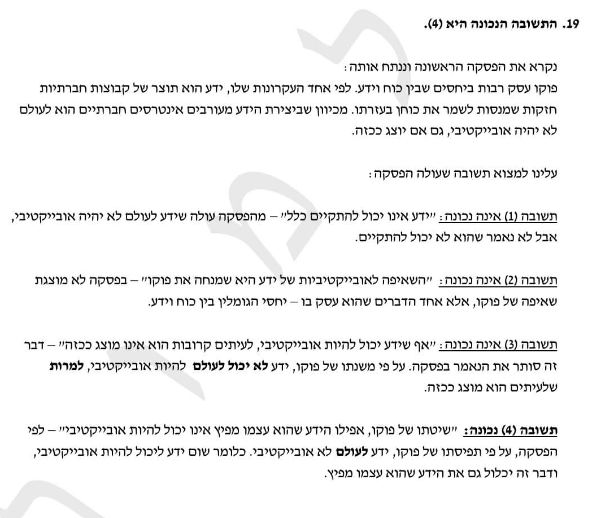 19. התשובה הנכונה היא (4).
נקרא את הפסקה הראשונה וננתח אותה:
פוקו עסק רבות ביחסים שבין כוח וידע. לפי אחד העקרונות שלו, ידע הוא תוצר של קבוצות חברתיות
חזקות שמנסות לשמר את כוחן בעזרתו. מכיוון שביצירת הידע מעורבים אינטרסים חברתיים הוא לעולם
לא יהיה אובייקטיבי, גם אם יוצג ככזה.
עלינו למצוא תשובה שעולה הפסקה:
תשובה (1) אינה נכונה: "ידע אינו יכול להתקיים כלל" – מהפסקה עולה שידע לעולם לא יהיה אובייקטיבי,
אבל לא נאמר שהוא לא יכול להתקיים.
תשובה (2) אינה נכונה: "השאיפה לאובייקטיביות של ידע היא שמנחה את פוקו" – בפסקה לא מוצגת
שאיפה של פוקו, אלא אחד הדברים שהוא עסק בו – יחסי הגומלין בין כוח וידע.
תשובה (3) אינה נכונה: "אף שידע יכול להיות אובייקטיבי, לעיתים קרובות הוא אינו מוצג ככזה" – דבר
זה סותר את הנאמר בפסקה. על פי משנתו של פוקו, ידע לא יכול לעולם להיות אובייקטיבי, למרות
שלעיתים הוא מוצג ככזה.
תשובה (4) נכונה: "שיטתו של פוקו, אפילו הידע שהוא עצמו מפיץ אינו יכול להיות אובייקטיבי" – לפי
הפסקה, על פי תפיסתו של פוקו, ידע לעולם לא אובייקטיבי. כלומר שום ידע ליכול להיות אובייקטיבי,
ודבר זה יכלול גם את הידע שהוא עצמו מפיץ.